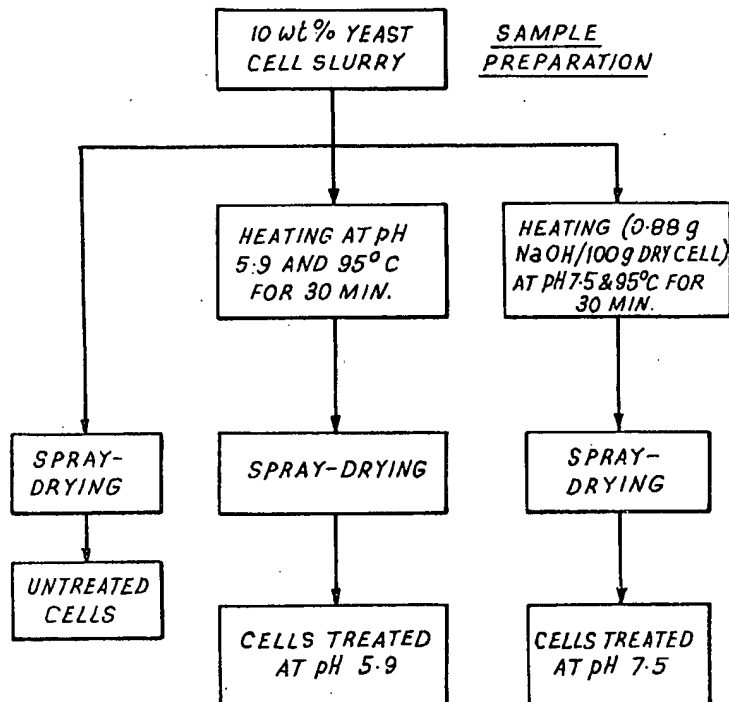 10 wt% YEAST
CELL SLURRY
SAMPLE
PREPARATION
HEATING AT pH
5.9 AND 95°C
FOR 30 MIN.
HEATING (0.88 g
NaOH/100g DRY CELL)
AT pH 7.5 & 95°C FOR
30 MIN.
SPRAY-
DRYING
SPRAY-DRYING
SPRAY-
DRYING
UNTREATED
CELLS
CELLS TREATED
AT pH 5.9
CELLS TREATED
AT pH 7.5